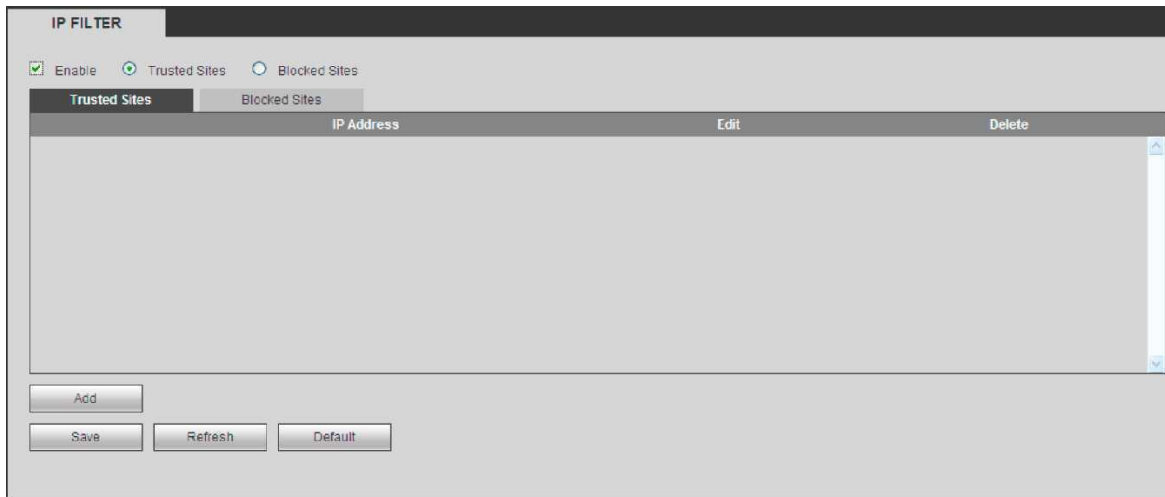 IP FILTER
Enable Trusted Sites Blocked Sites
Trusted Sites Blocked Sites
IP Address Edit Delete
Add
Save Refresh Default